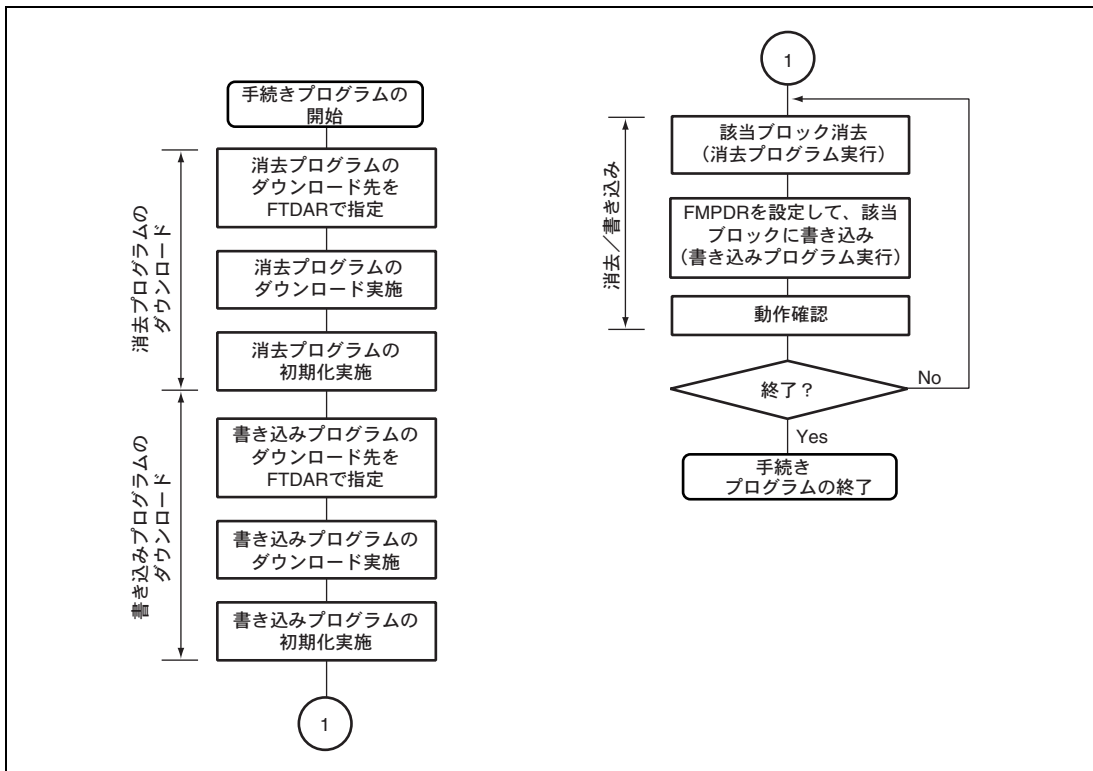 手続きプログラムの
開始
消去プログラムの
ダウンロード
消去プログラムの
ダウンロード先を
FTDARで指定
消去プログラムの
ダウンロード実施
消去プログラムの
初期化実施
書き込みプログラムの
ダウンロード
書き込みプログラムの
ダウンロード先を
FTDARで指定
書き込みプログラムの
ダウンロード実施
書き込みプログラムの
初期化実施
1
1
消去／書き込み
該当ブロック消去
（消去プログラム実行）
FMPDRを設定して、該当
ブロックに書き込み
（書き込みプログラム実行）
動作確認
終了？
No
Yes
手続き
プログラムの終了